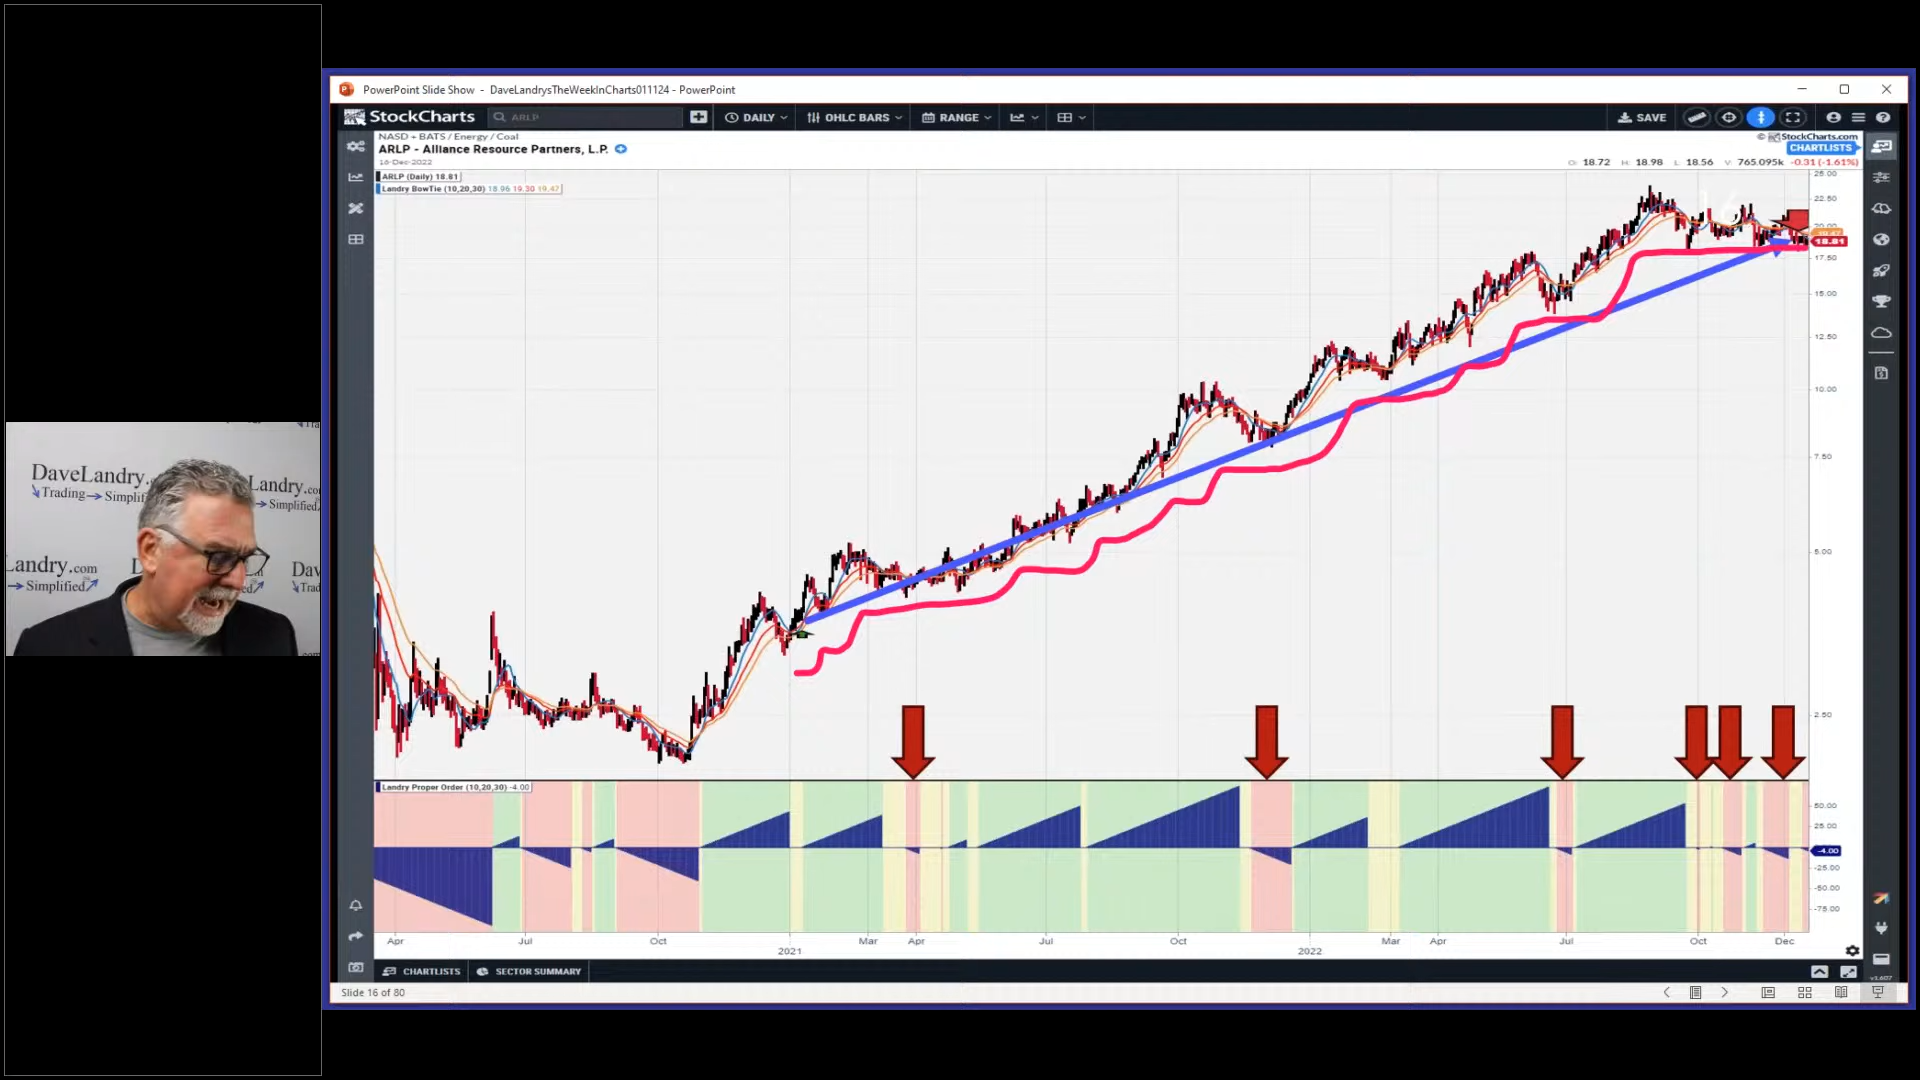 PowerPoint Slide Show - DaveLandrysTheWeekInCharts011124 - PowerPoint
StockCharts ARLP DAILY OHLC BARS RANGE SAVE
NASD + BATS / Energy / Coal © StockCharts.com
ARLP - Alliance Resource Partners, L.P. CHARTLISTS
16-Dec-2022 O: 18.72 H: 18.98 L: 18.56 V: 765.095k -0.31 (-1.61%)
ARLP (Daily) 18.81
Landry BowTie (10,20,30) 18.96 19.30 19.47
25.00
22.50
20.00
18.81
17.50
15.00
12.50
10.00
7.50
5.00
2.50
DaveLandry.
Trading Simplifi
Landry.co
Simplified
Landry.com
Simplified
Dav
Trad
Landry Proper Order (10,20,30) -4.00
50.00
25.00
-4.00
-25.00
-50.00
-75.00
Apr Jul Oct 2021 Mar Apr Jul Oct 2022 Mar Apr Jul Oct Dec
CHARTLISTS SECTOR SUMMARY
Slide 16 of 80